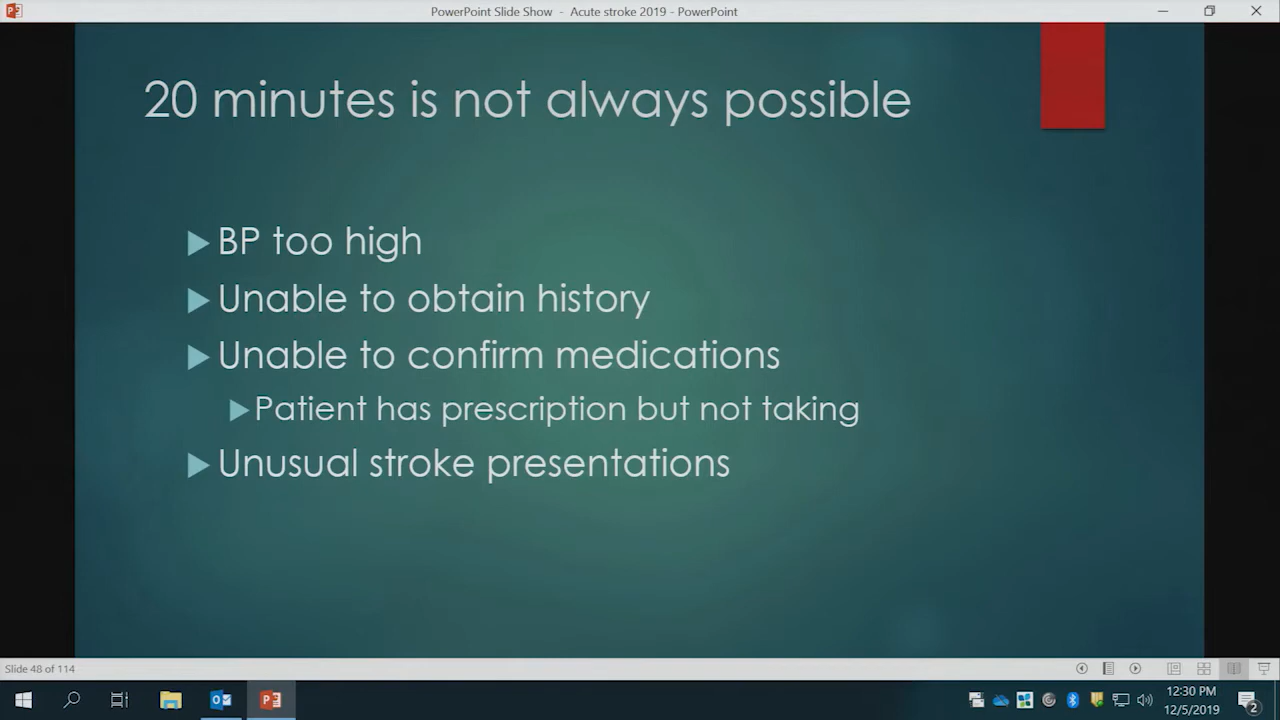 PowerPoint Slide Show - Acute stroke 2019 - PowerPoint
20 minutes is not always possible
BP too high
Unable to obtain history
Unable to confirm medications
Patient has prescription but not taking
Unusual stroke presentations
Slide 48 of 114
12:30 PM
12/5/2019
2